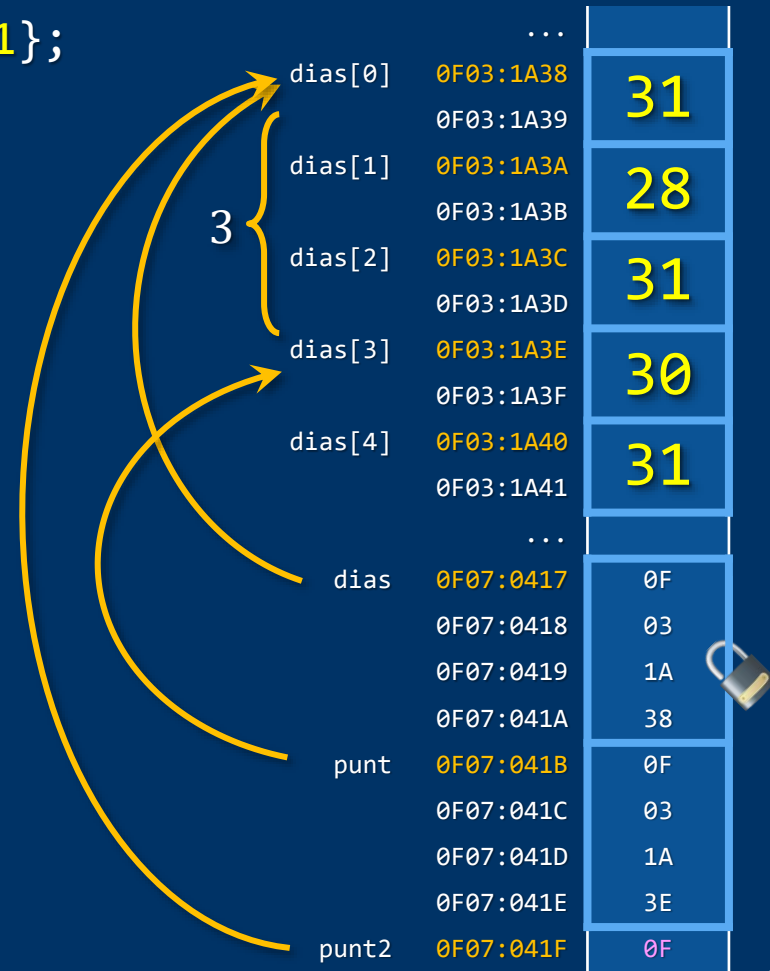 1};
...
dias[0] 0F03:1A38 31
0F03:1A39
dias[1] 0F03:1A3A 28
0F03:1A3B
3
dias[2] 0F03:1A3C 31
0F03:1A3D
dias[3] 0F03:1A3E 30
0F03:1A3F
dias[4] 0F03:1A40 31
0F03:1A41
...
dias 0F07:0417 0F
0F07:0418 03
0F07:0419 1A
0F07:041A 38
punt 0F07:041B 0F
0F07:041C 03
0F07:041D 1A
0F07:041E 3E
punt2 0F07:041F 0F